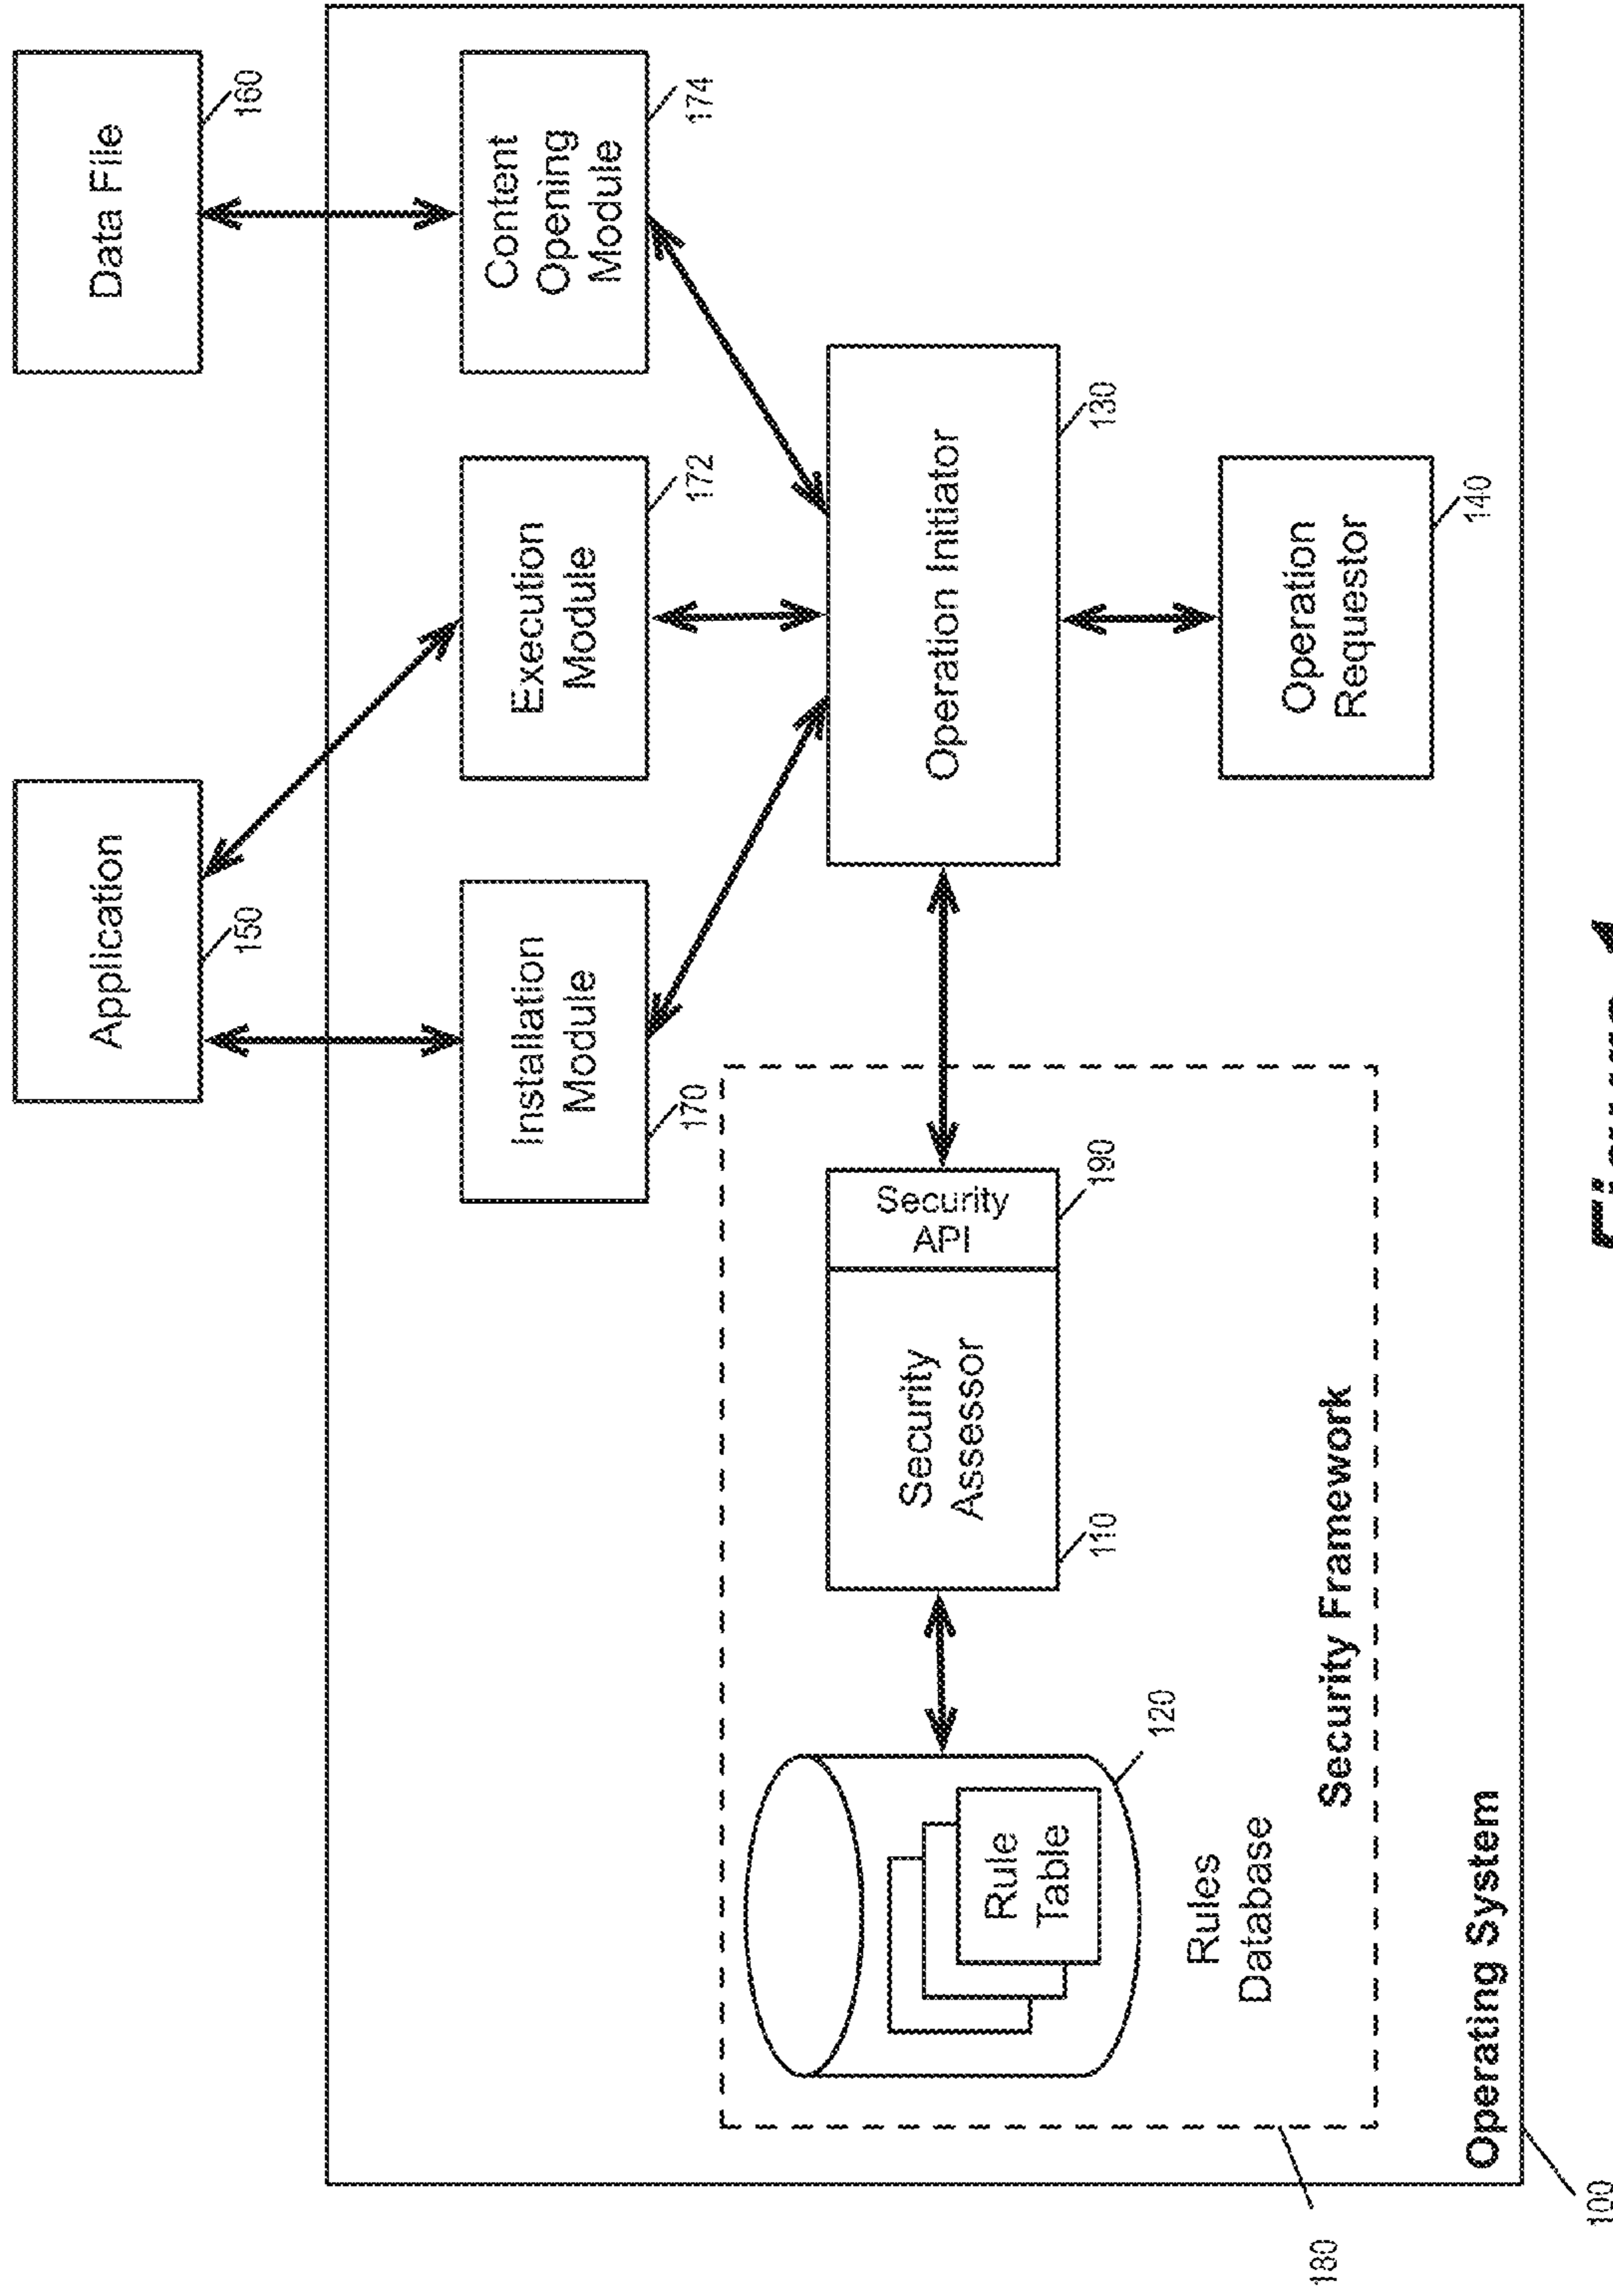 Application
150
Data File
160
Installation
Module
170
Execution
Module
172
Content
Opening
Module
174
Rule
Table
120
Rules
Database
Security
Assessor
110
Security
API
190
Operation Initiator
130
Operation
Requestor
140
Security Framework
180
Operating System
100